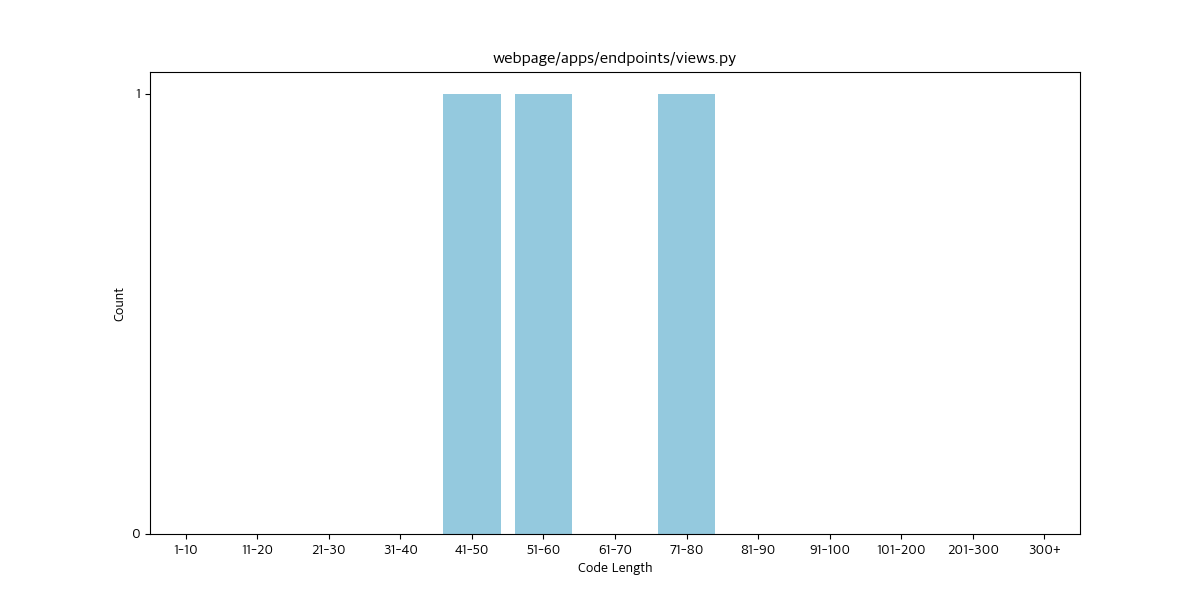 webpage/apps/endpoints/views.py
1
Count
0
1-10 11-20 21-30 31-40 41-50 51-60 61-70 71-80 81-90 91-100 101-200 201-300 300+
Code Length